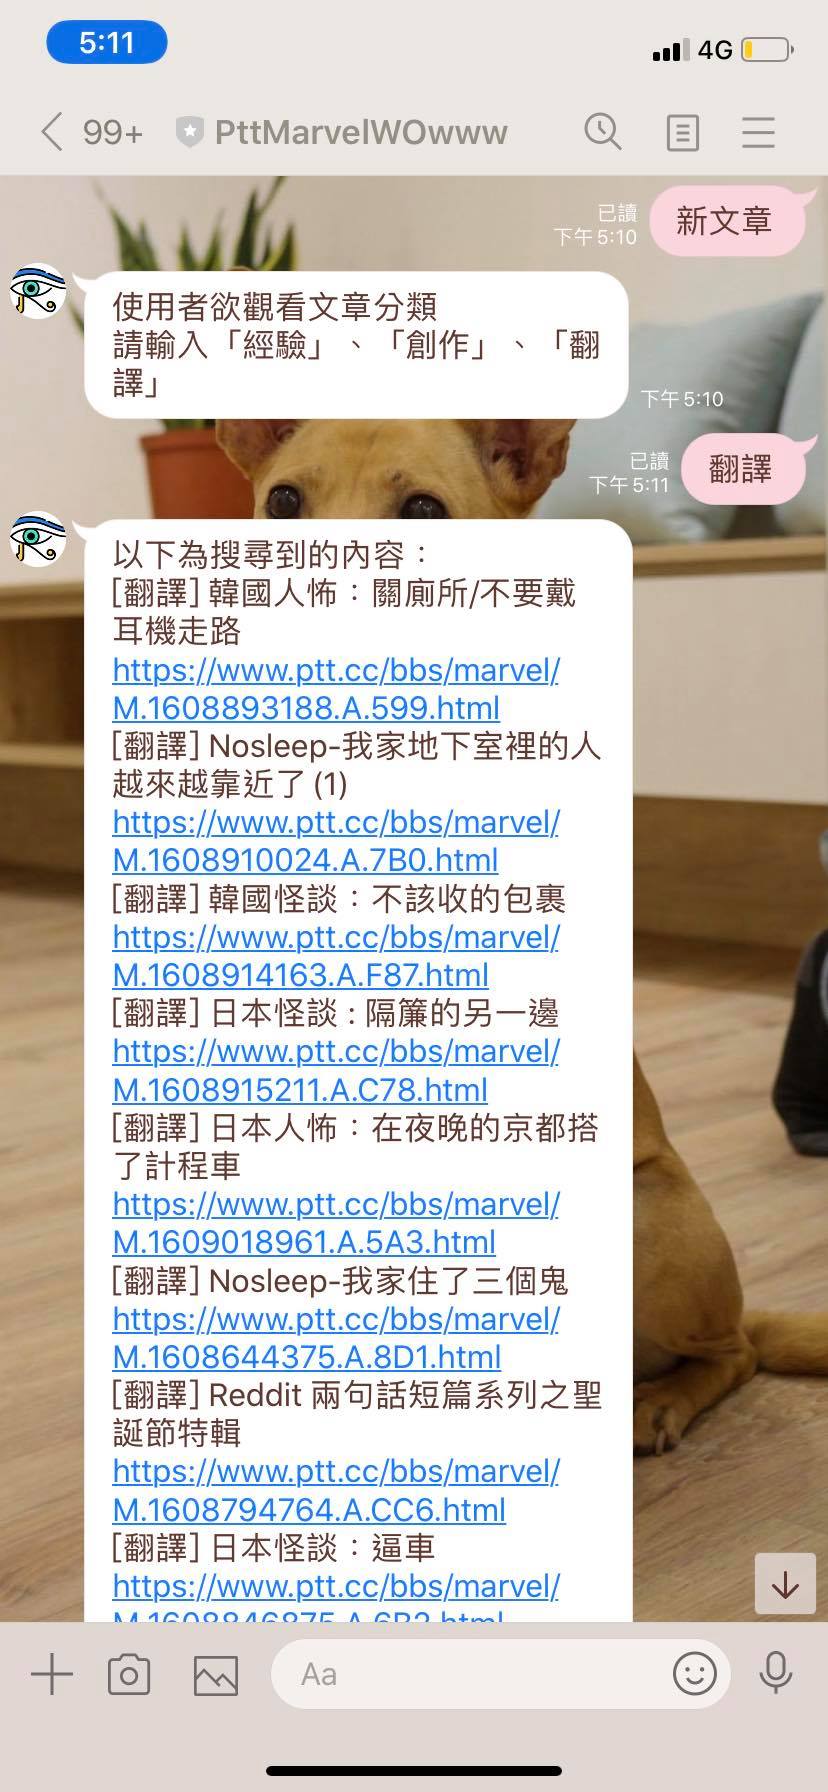 5:11
4G
99+
PttMarvelWOwww
新文章
已讀
下午 5:10
使用者欲觀看文章分類
請輸入「經驗」、「創作」、「翻
譯」
下午 5:10
翻譯
已讀
下午 5:11
以下為搜尋到的內容：
[翻譯] 韓國人怖：關廁所/不要戴
耳機走路
https://www.ptt.cc/bbs/marvel/
M.1608893188.A.599.html
[翻譯] Nosleep-我家地下室裡的人
越來越靠近了 (1)
https://www.ptt.cc/bbs/marvel/
M.1608910024.A.7B0.html
[翻譯] 韓國怪談：不該收的包裹
https://www.ptt.cc/bbs/marvel/
M.1608914163.A.F87.html
[翻譯] 日本怪談 : 隔簾的另一邊
https://www.ptt.cc/bbs/marvel/
M.1608915211.A.C78.html
[翻譯] 日本人怖：在夜晚的京都搭
了計程車
https://www.ptt.cc/bbs/marvel/
M.1609018961.A.5A3.html
[翻譯] Nosleep-我家住了三個鬼
https://www.ptt.cc/bbs/marvel/
M.1608644375.A.8D1.html
[翻譯] Reddit 兩句話短篇系列之聖
誕節特輯
https://www.ptt.cc/bbs/marvel/
M.1608794764.A.CC6.html
[翻譯] 日本怪談：逼車
https://www.ptt.cc/bbs/marvel/
Aa